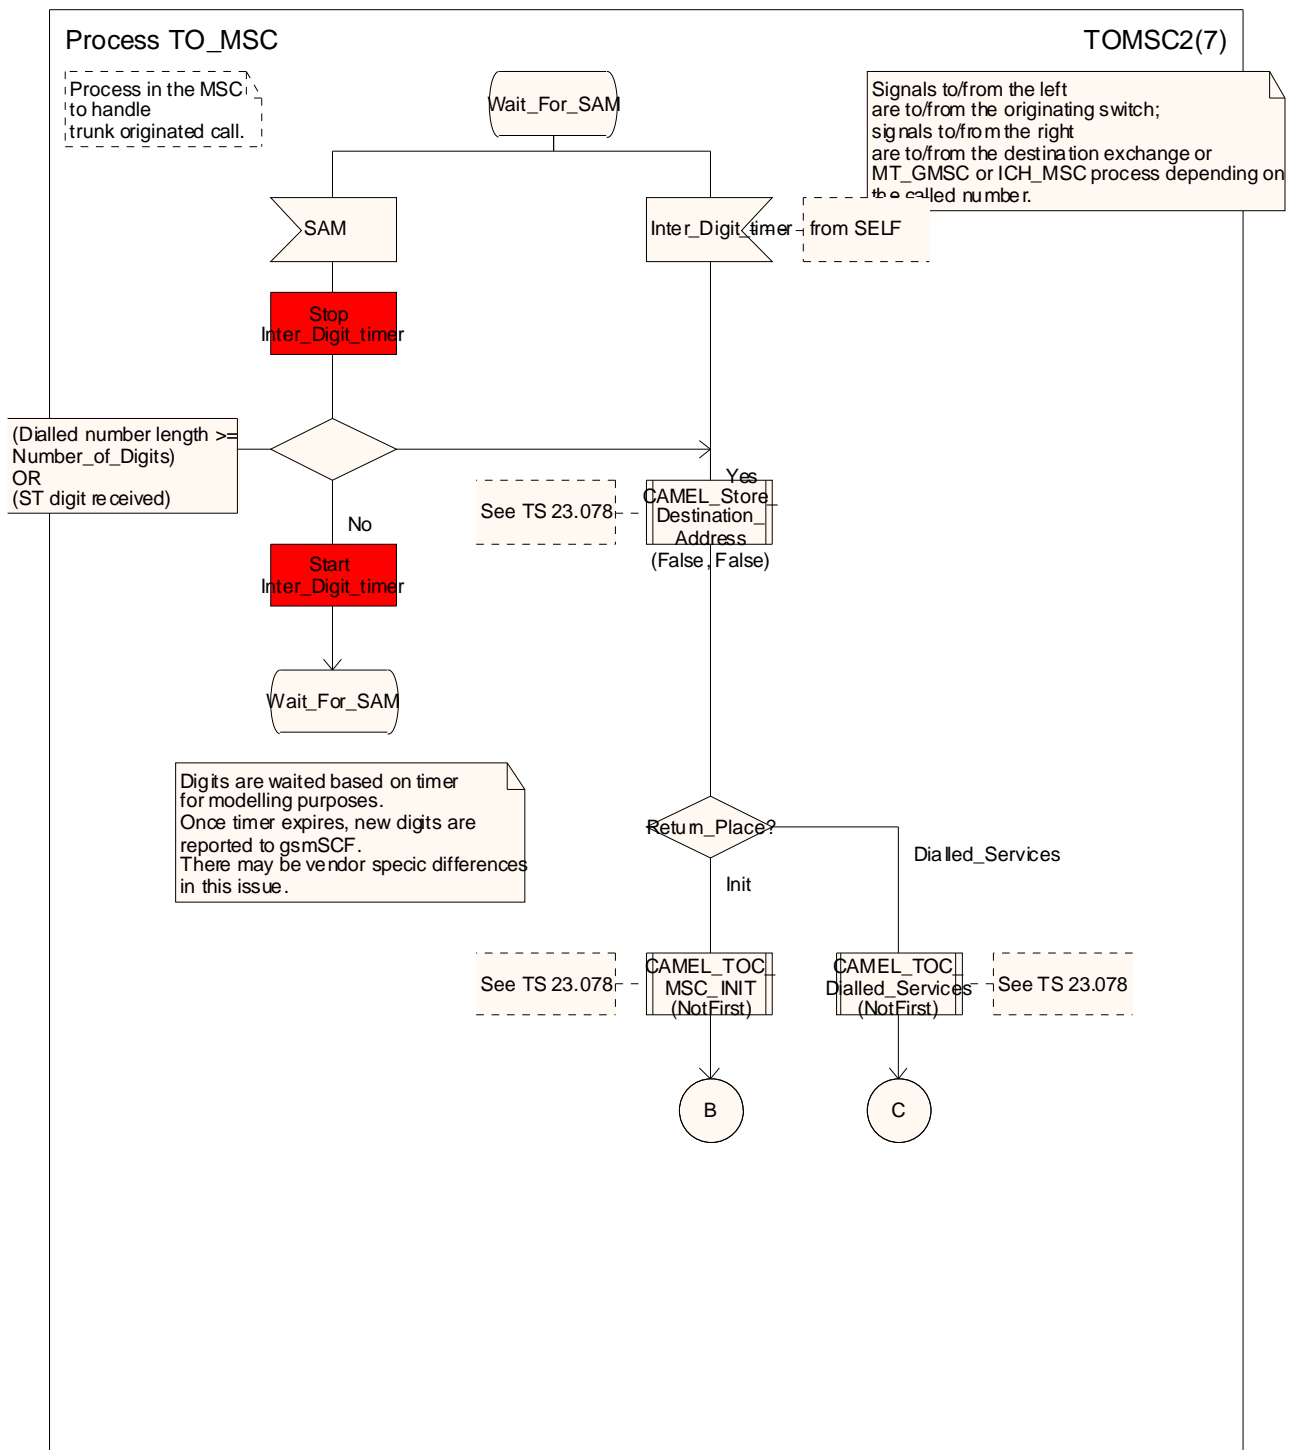 Process TO_MSC
TOMSC2(7)
Process in the MSC
to handle
trunk originated call.
Wait_For_SAM
Signals to/from the left
are to/from the originating switch;
signals to/from the right
are to/from the destination exchange or
MT_GMSC or ICH_MSC process depending on
the called number.
SAM
Inter_Digit_timer
from SELF
Stop
Inter_Digit_timer
(Dialled number length >=
Number_of_Digits)
OR
(ST digit received)
Yes
No
See TS 23.078
CAMEL_Store_
Destination_
Address
(False, False)
Start
Inter_Digit_timer
Wait_For_SAM
Digits are waited based on timer
for modelling purposes.
Once timer expires, new digits are
reported to gsmSCF.
There may be vendor specic differences
in this issue.
Return_Place?
Dialled_Services
Init
See TS 23.078
CAMEL_TOC_
MSC_INIT
(NotFirst)
CAMEL_TOC_
Dialled_Services
(NotFirst)
See TS 23.078
B
C